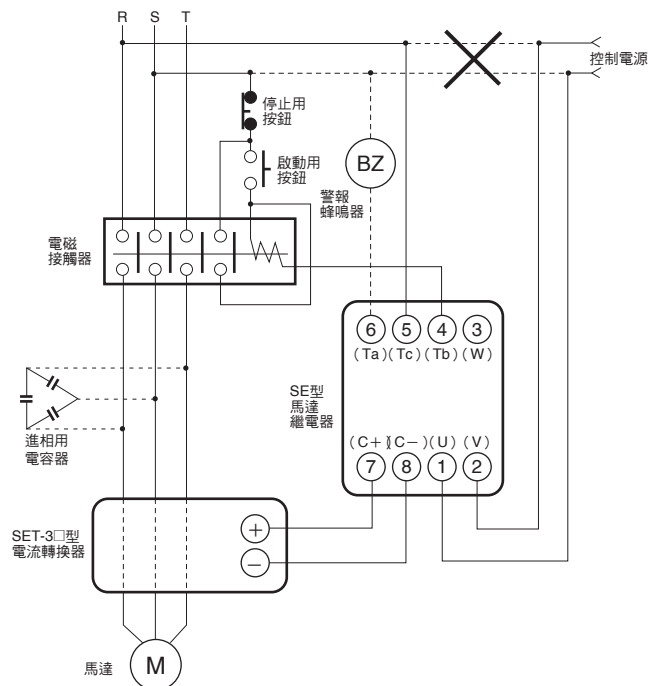 R S T
控制電源
停止用
按鈕
BZ
啟動用
按鈕
警報
蜂鳴器
電磁
接觸器
6 5 4 3
(Ta)(Tc)(Tb)(W)
SE型
馬達
繼電器
(C+)(C−)(U)(V)
7 8 1 2
進相用
電容器
SET-3□型
電流轉換器
+
−
馬達
M